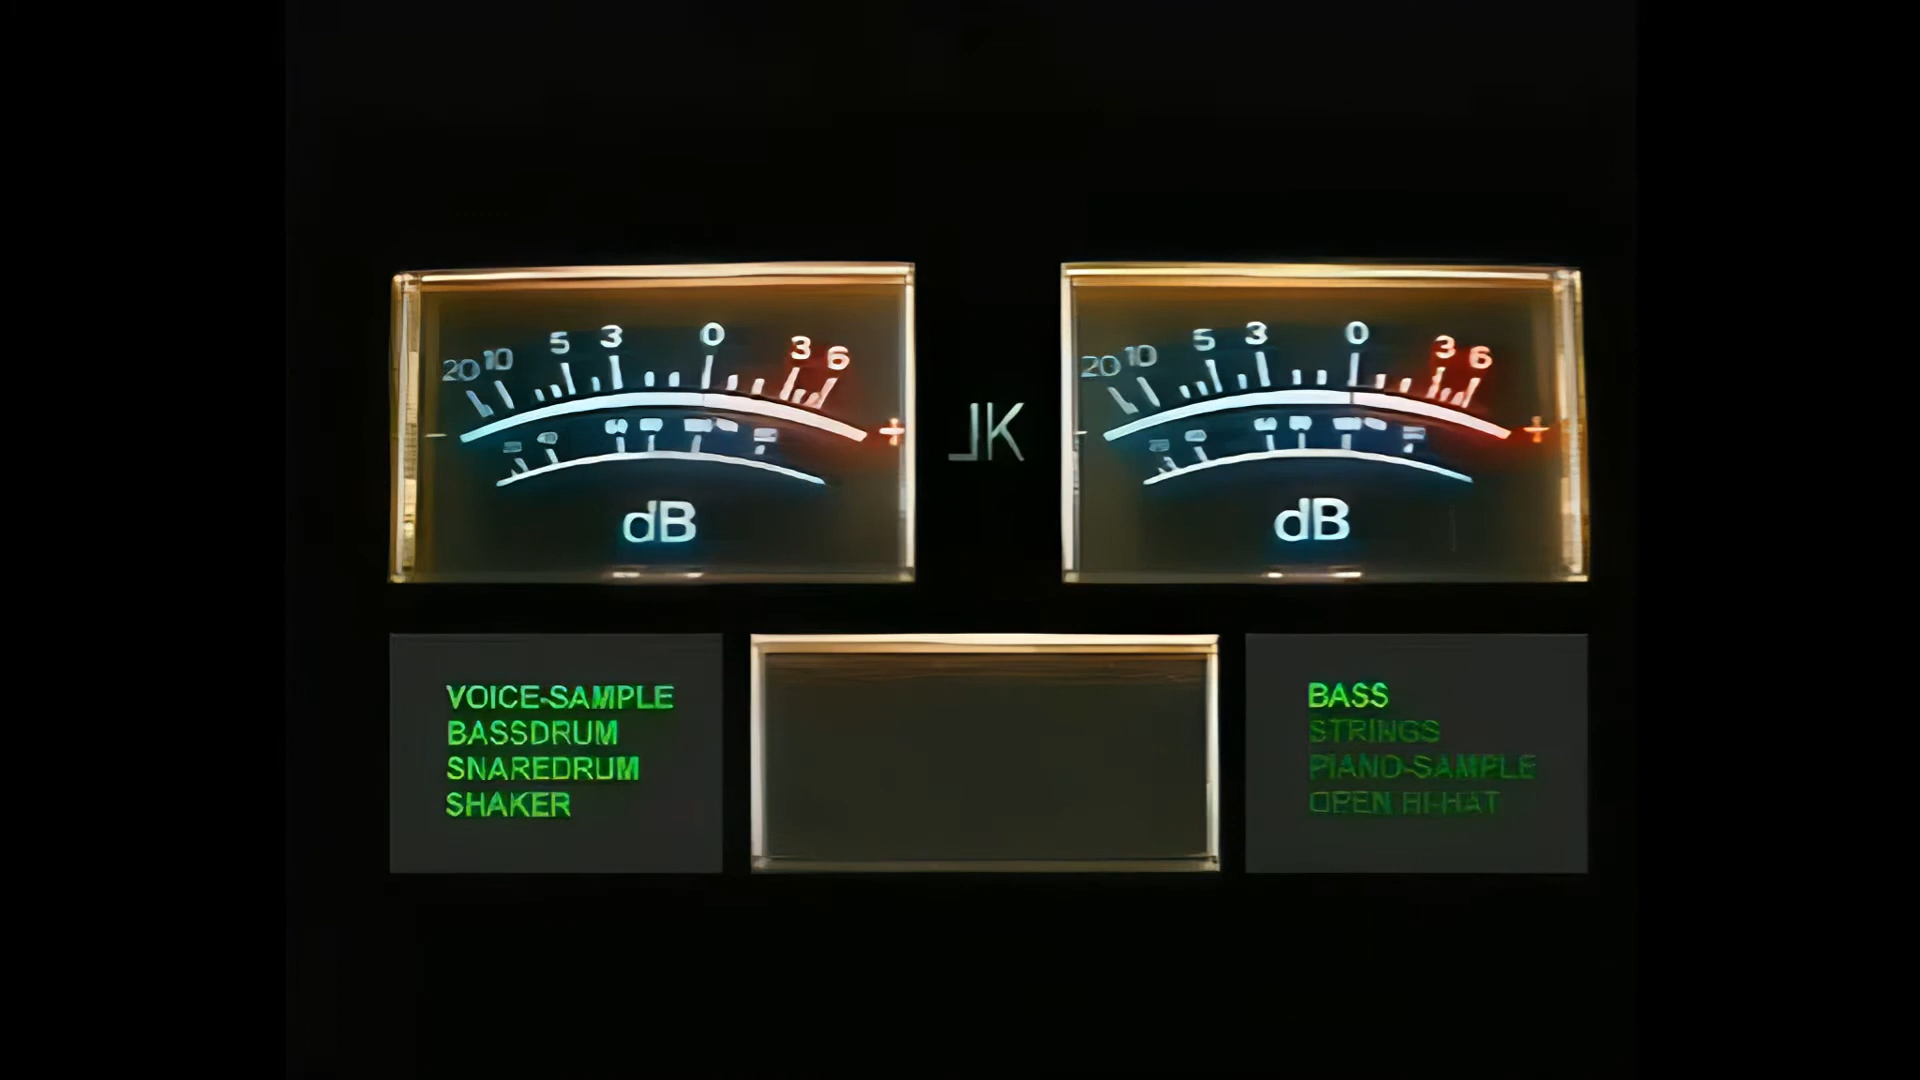 20 10 5 3 0 3 6
- +
dB
JK
20 10 5 3 0 3 6
- +
dB
VOICE-SAMPLE
BASSDRUM
SNAREDRUM
SHAKER
BASS
STRINGS
PIANO-SAMPLE
OPEN HI-HAT